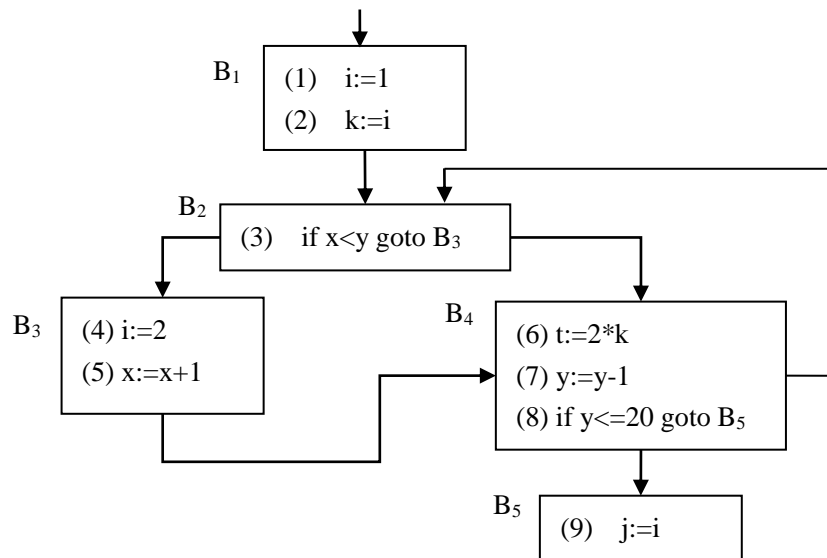 B₁
(1) i:=1
(2) k:=i
B₂
(3) if x<y goto B₃
B₃
(4) i:=2
(5) x:=x+1
B₄
(6) t:=2*k
(7) y:=y-1
(8) if y<=20 goto B₅
B₅
(9) j:=i